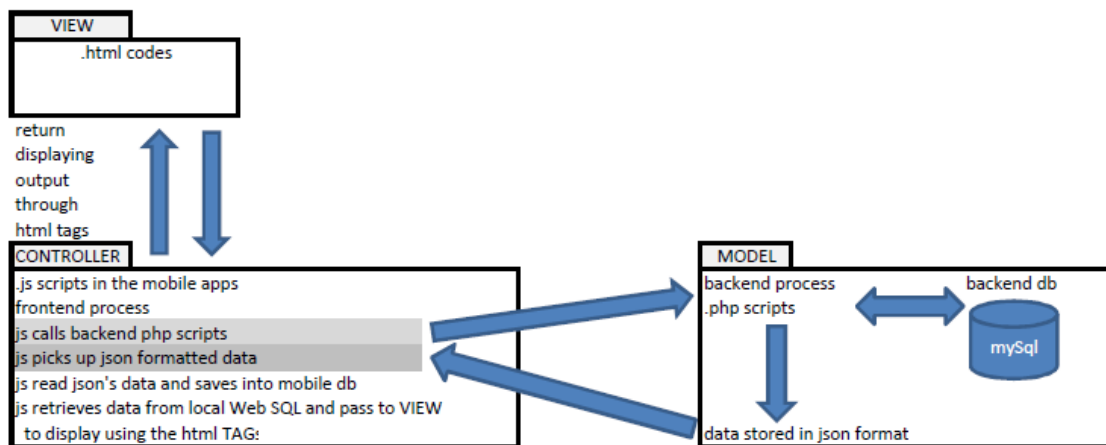 VIEW
.html codes
return
displaying
output
through
html tags
CONTROLLER
.js scripts in the mobile apps
frontend process
js calls backend php scripts
js picks up json formatted data
js read json's data and saves into mobile db
js retrieves data from local Web SQL and pass to VIEW
to display using the html TAGs
MODEL
backend process
.php scripts
backend db
mySql
data stored in json format